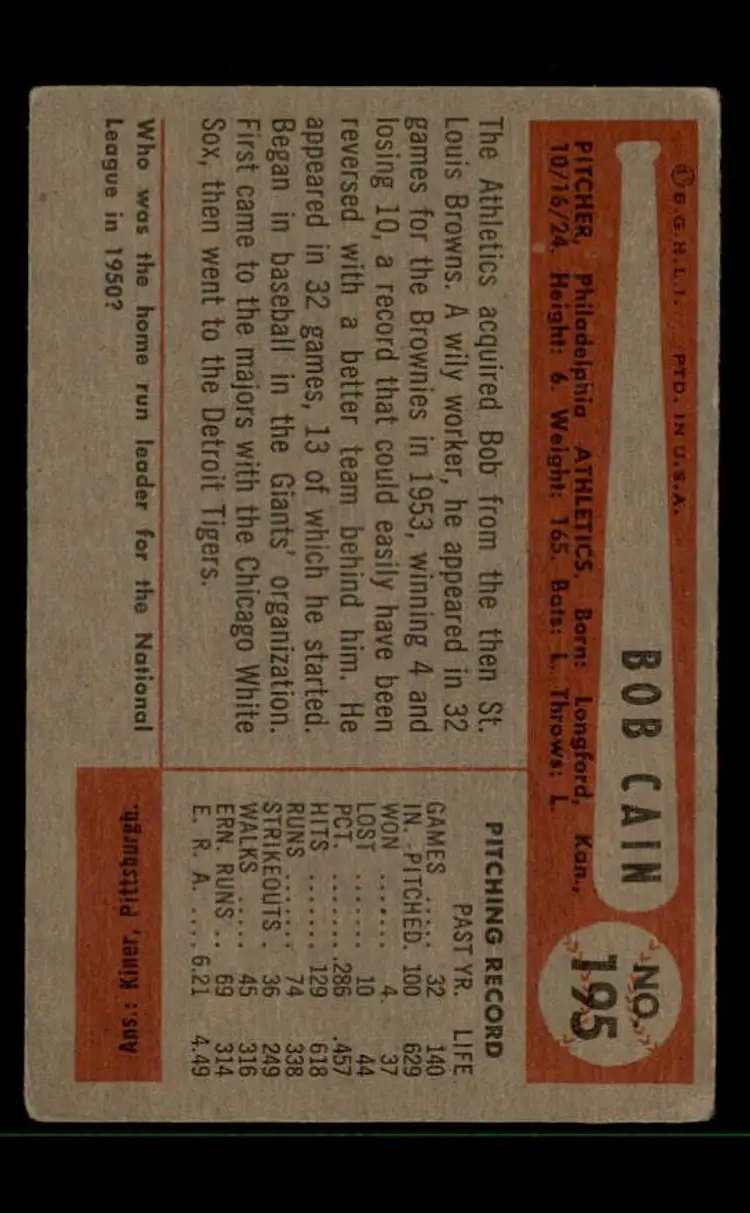 Ⓑ B.G.H.L.I. PTD. IN U.S.A.
BOB CAIN
NO.
195
PITCHER, Philadelphia ATHLETICS. Born: Longford, Kan.,
10/16/24. Height: 6. Weight: 165. Bats: L. Throws: L.
The Athletics acquired Bob from the then St.
Louis Browns. A wily worker, he appeared in 32
games for the Brownies in 1953, winning 4 and
losing 10, a record that could easily have been
reversed with a better team behind him. He
appeared in 32 games, 13 of which he started.
Began in baseball in the Giants' organization.
First came to the majors with the Chicago White
Sox, then went to the Detroit Tigers.
PITCHING RECORD
PAST YR. LIFE
GAMES ..... 32 140
IN. PITCHED. 100 629
WON ....... 4 37
LOST ....... 10 44
PCT. ........ .286 .457
HITS ....... 129 618
RUNS ....... 74 338
STRIKEOUTS . 36 249
WALKS ..... 45 316
ERN. RUNS .. 69 314
E. R. A. .... 6.21 4.49
Who was the home run leader for the National
League in 1950?
Ans.: Kiner, Pittsburgh.